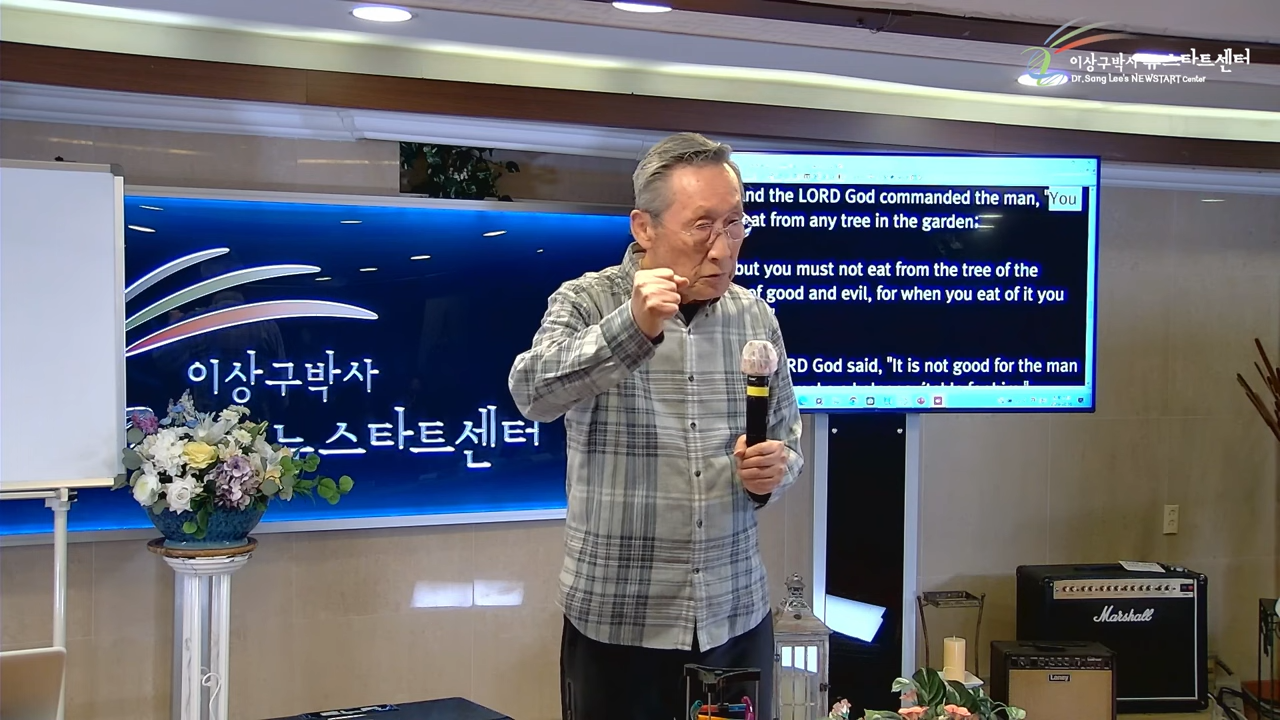 이상구박사 뉴스타트센터
Dr. Sang Lee's NEWSTART Center
nd the LORD God commanded the man, "You
eat from any tree in the garden;
but you must not eat from the tree of the
of good and evil, for when you eat of it you
RD God said, "It is not good for the man
이상구박사
뉴스타트센터
Marshall
Laney